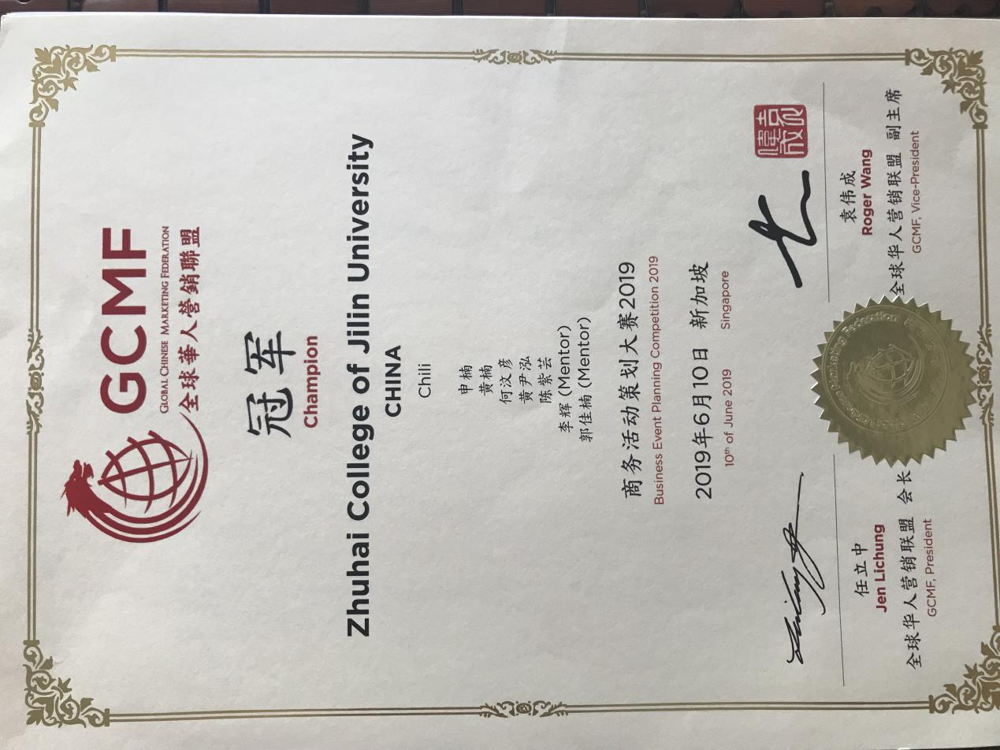 GCMF
GLOBAL CHINESE MARKETING FEDERATION
全球華人營銷聯盟
冠军
Champion
Zhuhai College of Jilin University
CHINA
Chili
申楠
黄楠
何汶彦
黄尹泓
陈紫芸
李辉 (Mentor)
郭佳楠 (Mentor)
商务活动策划大赛2019
Business Event Planning Competition 2019
2019年6月10日 新加坡
10th of June 2019 Singapore
任立中
Jen Lichung
全球华人营销联盟 会长
GCMF, President
袁伟成
Roger Wang
全球华人营销联盟 副主席
GCMF, Vice-President